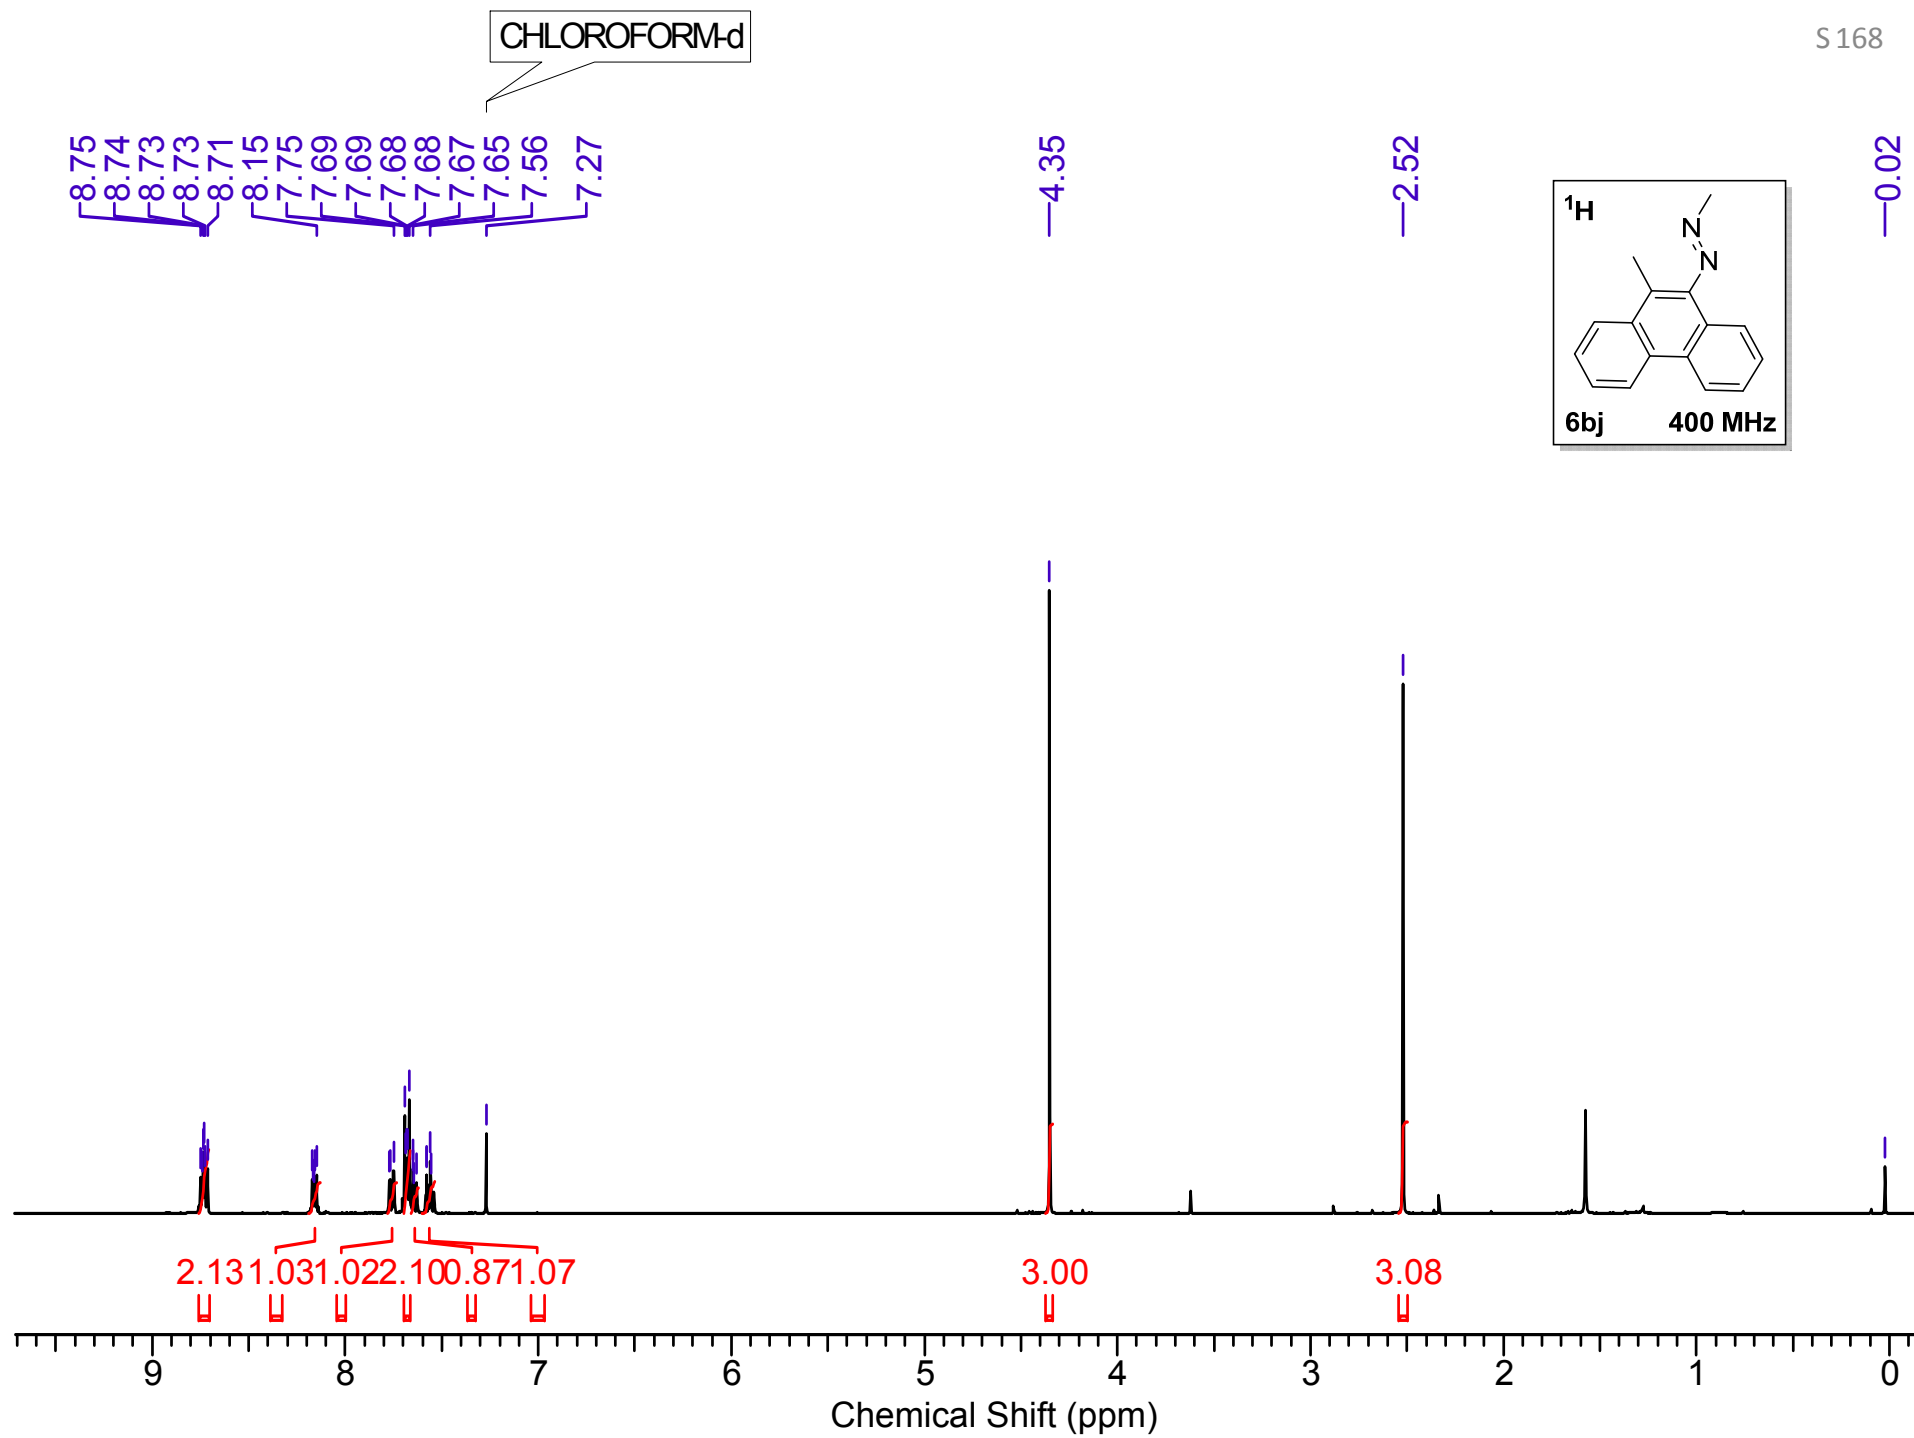 CHLOROFORM-d
S168
8.75
8.74
8.73
8.73
8.71
8.15
7.75
7.69
7.69
7.68
7.68
7.67
7.65
7.56
7.27
4.35
2.52
0.02
¹H
N
N
6bj 400 MHz
2.13 1.03 1.02 2.10 0.87 1.07 3.00 3.08
9 8 7 6 5 4 3 2 1 0
Chemical Shift (ppm)